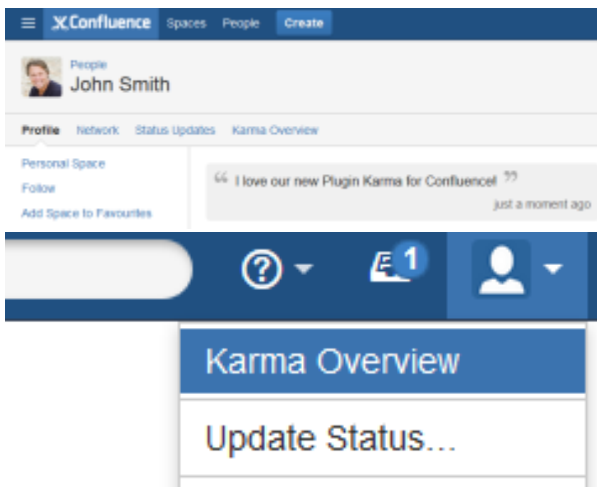 Confluence Spaces People Create
People
John Smith
Profile Network Status Updates Karma Overview
Personal Space
Follow
Add Space to Favourites
“ I love our new Plugin Karma for Confluence! ”
just a moment ago
? 1
Karma Overview
Update Status...